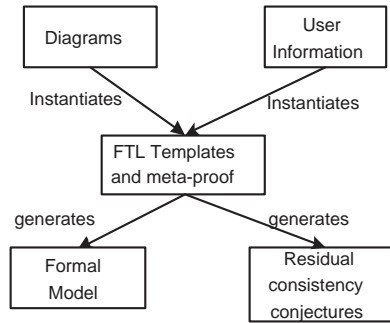 Diagrams
User
Information
Instantiates
Instantiates
FTL Templates
and meta-proof
generates
generates
Formal
Model
Residual
consistency
conjectures